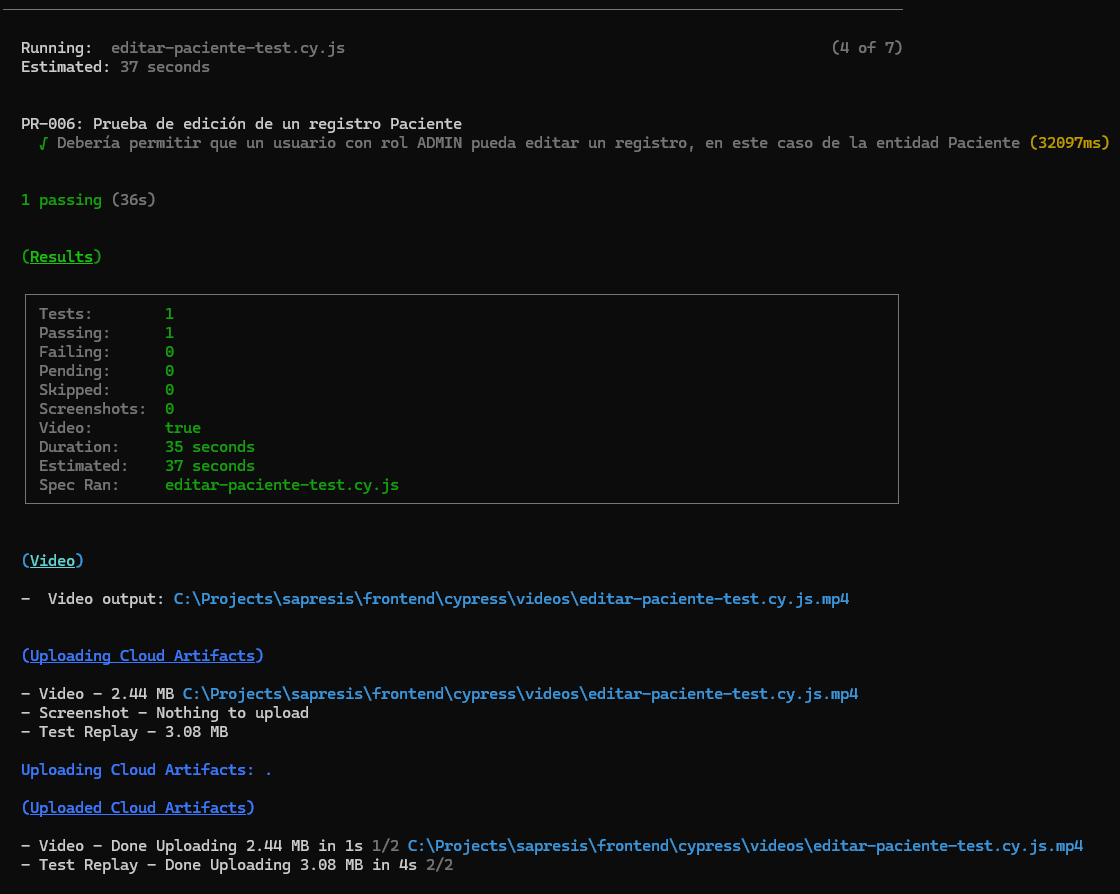 Running:  editar-paciente-test.cy.js (4 of 7)
Estimated: 37 seconds
PR-006: Prueba de edición de un registro Paciente
√ Debería permitir que un usuario con rol ADMIN pueda editar un registro, en este caso de la entidad Paciente (32097ms)
1 passing (36s)
(Results)
Tests: 1
Passing: 1
Failing: 0
Pending: 0
Skipped: 0
Screenshots: 0
Video: true
Duration: 35 seconds
Estimated: 37 seconds
Spec Ran: editar-paciente-test.cy.js
(Video)
-  Video output: C:\Projects\sapresis\frontend\cypress\videos\editar-paciente-test.cy.js.mp4
(Uploading Cloud Artifacts)
- Video - 2.44 MB C:\Projects\sapresis\frontend\cypress\videos\editar-paciente-test.cy.js.mp4
- Screenshot - Nothing to upload
- Test Replay - 3.08 MB
Uploading Cloud Artifacts: .
(Uploaded Cloud Artifacts)
- Video - Done Uploading 2.44 MB in 1s 1/2 C:\Projects\sapresis\frontend\cypress\videos\editar-paciente-test.cy.js.mp4
- Test Replay - Done Uploading 3.08 MB in 4s 2/2